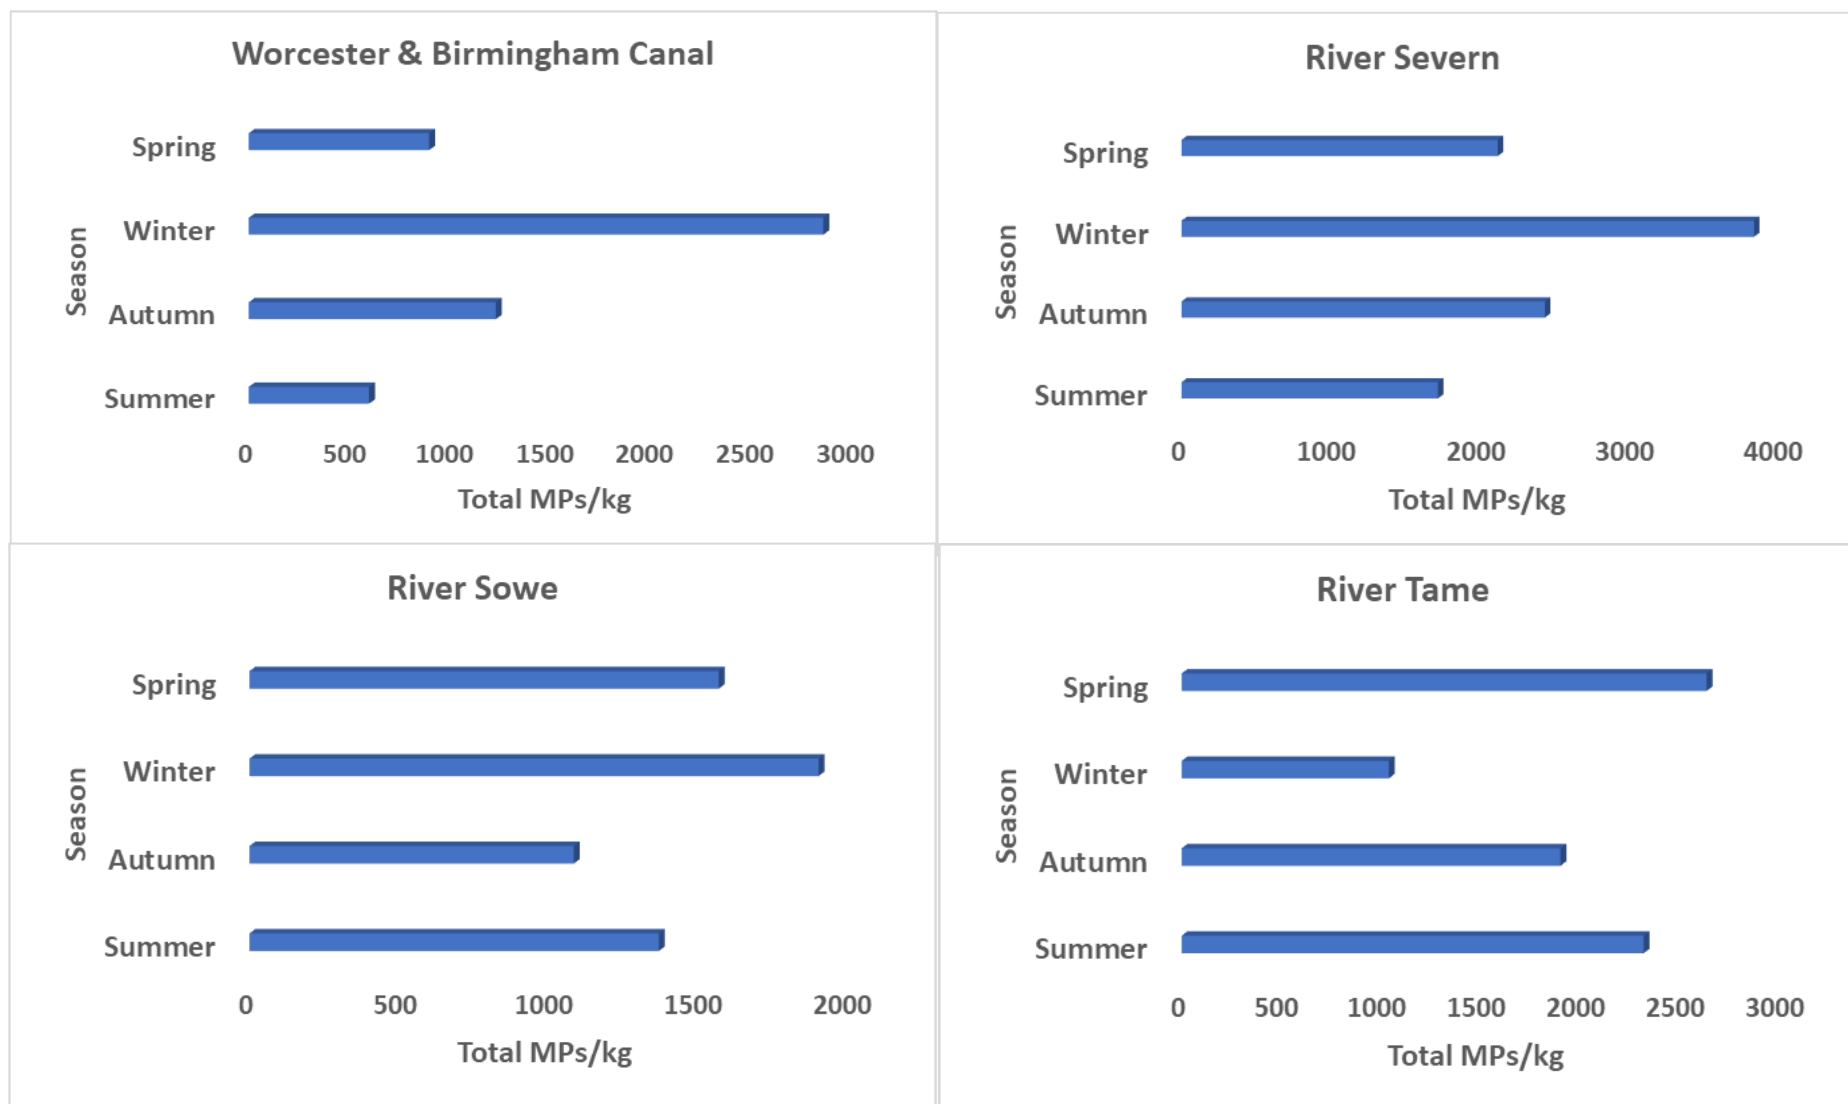 Worcester & Birmingham Canal
Spring
Winter
Autumn
Summer
Season
0 500 1000 1500 2000 2500 3000
Total MPs/kg
River Severn
Spring
Winter
Autumn
Summer
Season
0 1000 2000 3000 4000
Total MPs/kg
River Sowe
Spring
Winter
Autumn
Summer
Season
0 500 1000 1500 2000
Total MPs/kg
River Tame
Spring
Winter
Autumn
Summer
Season
0 500 1000 1500 2000 2500 3000
Total MPs/kg